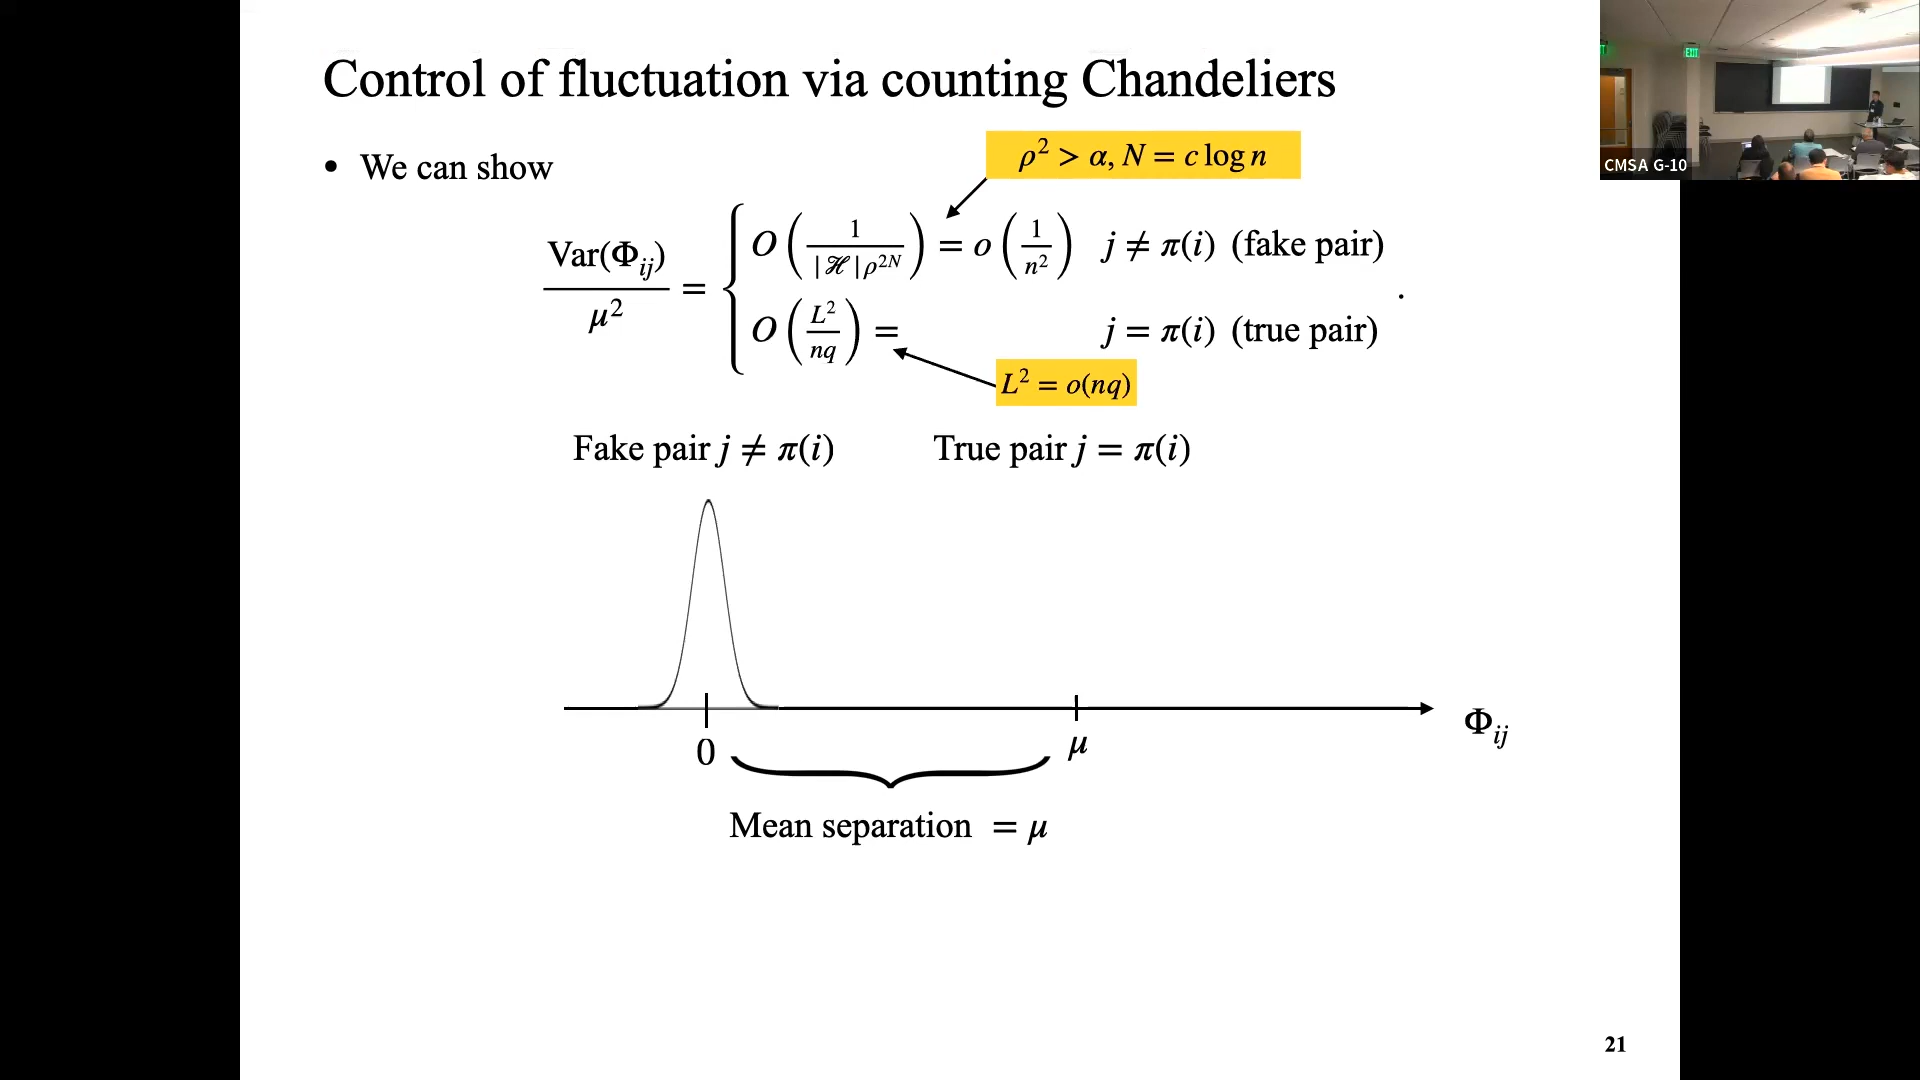 Control of fluctuation via counting Chandeliers
ρ² > α, N = c log n
• We can show
Var(Φ_ij) / μ² = { O(1 / |ℋ|ρ^{2N}) = o(1 / n²) j ≠ π(i) (fake pair)
O(L² / nq) = j = π(i) (true pair) .
L² = o(nq)
Fake pair j ≠ π(i) True pair j = π(i)
0 μ Φ_ij
Mean separation = μ
21
CMSA G-10
EXIT